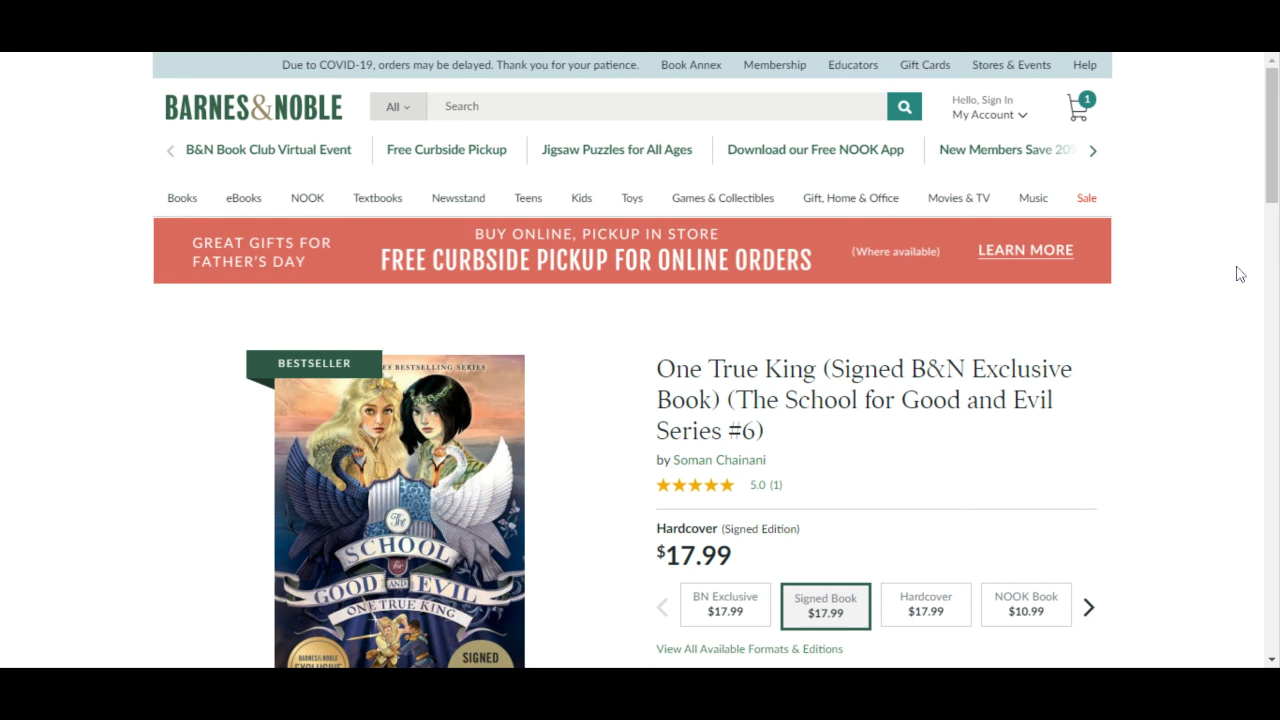 Due to COVID-19, orders may be delayed. Thank you for your patience. Book Annex Membership Educators Gift Cards Stores & Events Help
BARNES&NOBLE All Search Hello, Sign In My Account 1
B&N Book Club Virtual Event Free Curbside Pickup Jigsaw Puzzles for All Ages Download our Free NOOK App New Members Save 20%
Books eBooks NOOK Textbooks Newsstand Teens Kids Toys Games & Collectibles Gift, Home & Office Movies & TV Music Sale
GREAT GIFTS FOR
FATHER'S DAY
BUY ONLINE, PICKUP IN STORE
FREE CURBSIDE PICKUP FOR ONLINE ORDERS
(Where available)
LEARN MORE
BESTSELLER
BESTSELLING SERIES
The
SCHOOL
for
GOOD AND EVIL
ONE TRUE KING
BARNES&NOBLE
EXCLUSIVE
SIGNED
One True King (Signed B&N Exclusive
Book) (The School for Good and Evil
Series #6)
by Soman Chainani
5.0 (1)
Hardcover (Signed Edition)
$17.99
BN Exclusive Signed Book Hardcover NOOK Book
$17.99 $17.99 $17.99 $10.99
View All Available Formats & Editions